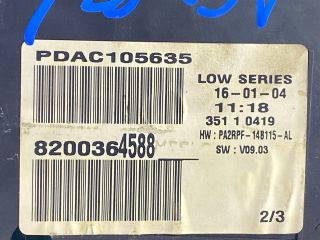 PDAC105635
LOW SERIES
16-01-04
11:18
351 1 0419
HW : PA2RPF-14B115-AL
SW : V09.03
8200364588
2/3